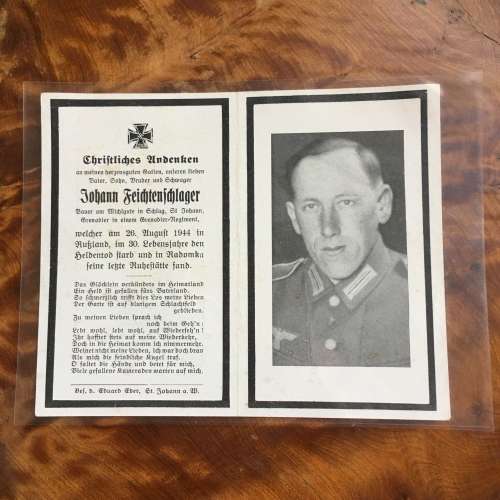 Christliches Andenken
an meinen herzensguten Gatten, unseren lieben
Vater, Sohn, Bruder und Schwager
Johann Feichtenschlager
Bauer am Michlgute in Schlag, St. Johann,
Grenadier in einem Grenadier-Regiment,
welcher am 26. August 1944 in
Rußland, im 30. Lebensjahre den
Heldentod starb und in Radomka
seine letzte Ruhestätte fand.
Das Glöcklein verkündets im Heimatland
Ein Held ist gefallen fürs Vaterland.
So schmerzlich trifft dies Los meine Lieben
Der Gatte ist auf blutigem Schlachtfeld
geblieben.
Zu meinen Lieben sprach ich
noch beim Geh'n:
Lebt wohl, lebt wohl, auf Wiederseh'n!
Ihr hoffet stets auf meine Wiederkehr,
Doch in die Heimat komm ich nimmermehr.
Weinet nicht meine Lieben, ich war doch brav
Als mich die feindliche Kugel traf.
O faltet die Hände und betet für mich,
Viele gefallene Kameraden warten auf mich.
Bes. d. Eduard Eder, St. Johann a. W.